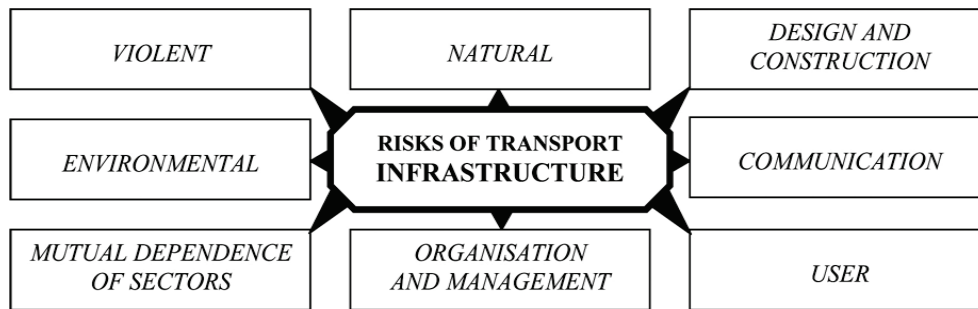 VIOLENT
NATURAL
DESIGN AND
CONSTRUCTION
ENVIRONMENTAL
RISKS OF TRANSPORT
INFRASTRUCTURE
COMMUNICATION
MUTUAL DEPENDENCE
OF SECTORS
ORGANISATION
AND MANAGEMENT
USER